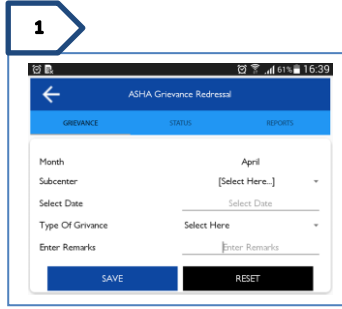 1
61% 16:39
ASHA Grievance Redressal
GRIEVANCE STATUS REPORTS
Month April
Subcenter [Select Here...]
Select Date Select Date
Type Of Grivance Select Here
Enter Remarks Enter Remarks
SAVE RESET